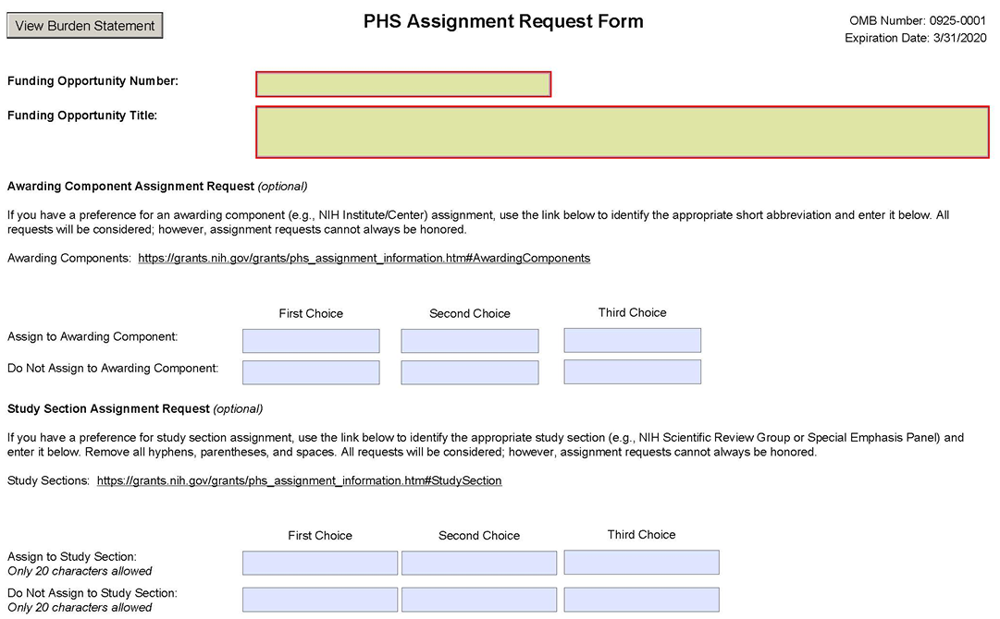 View Burden Statement
PHS Assignment Request Form
OMB Number: 0925-0001
Expiration Date: 3/31/2020
Funding Opportunity Number:
Funding Opportunity Title:
Awarding Component Assignment Request (optional)
If you have a preference for an awarding component (e.g., NIH Institute/Center) assignment, use the link below to identify the appropriate short abbreviation and enter it below. All
requests will be considered; however, assignment requests cannot always be honored.
Awarding Components: https://grants.nih.gov/grants/phs_assignment_information.htm#AwardingComponents
First Choice Second Choice Third Choice
Assign to Awarding Component:
Do Not Assign to Awarding Component:
Study Section Assignment Request (optional)
If you have a preference for study section assignment, use the link below to identify the appropriate study section (e.g., NIH Scientific Review Group or Special Emphasis Panel) and
enter it below. Remove all hyphens, parentheses, and spaces. All requests will be considered; however, assignment requests cannot always be honored.
Study Sections: https://grants.nih.gov/grants/phs_assignment_information.htm#StudySection
First Choice Second Choice Third Choice
Assign to Study Section:
Only 20 characters allowed
Do Not Assign to Study Section:
Only 20 characters allowed